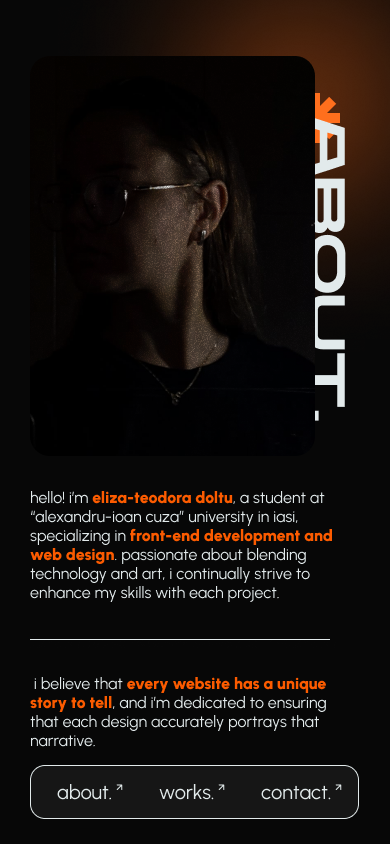 ABOUT.
hello! i'm eliza-teodora doltu, a student at
“alexandru-ioan cuza” university in iasi,
specializing in front-end development and
web design. passionate about blending
technology and art, i continually strive to
enhance my skills with each project.
i believe that every website has a unique
story to tell, and i'm dedicated to ensuring
that each design accurately portrays that
narrative.
about. works. contact.